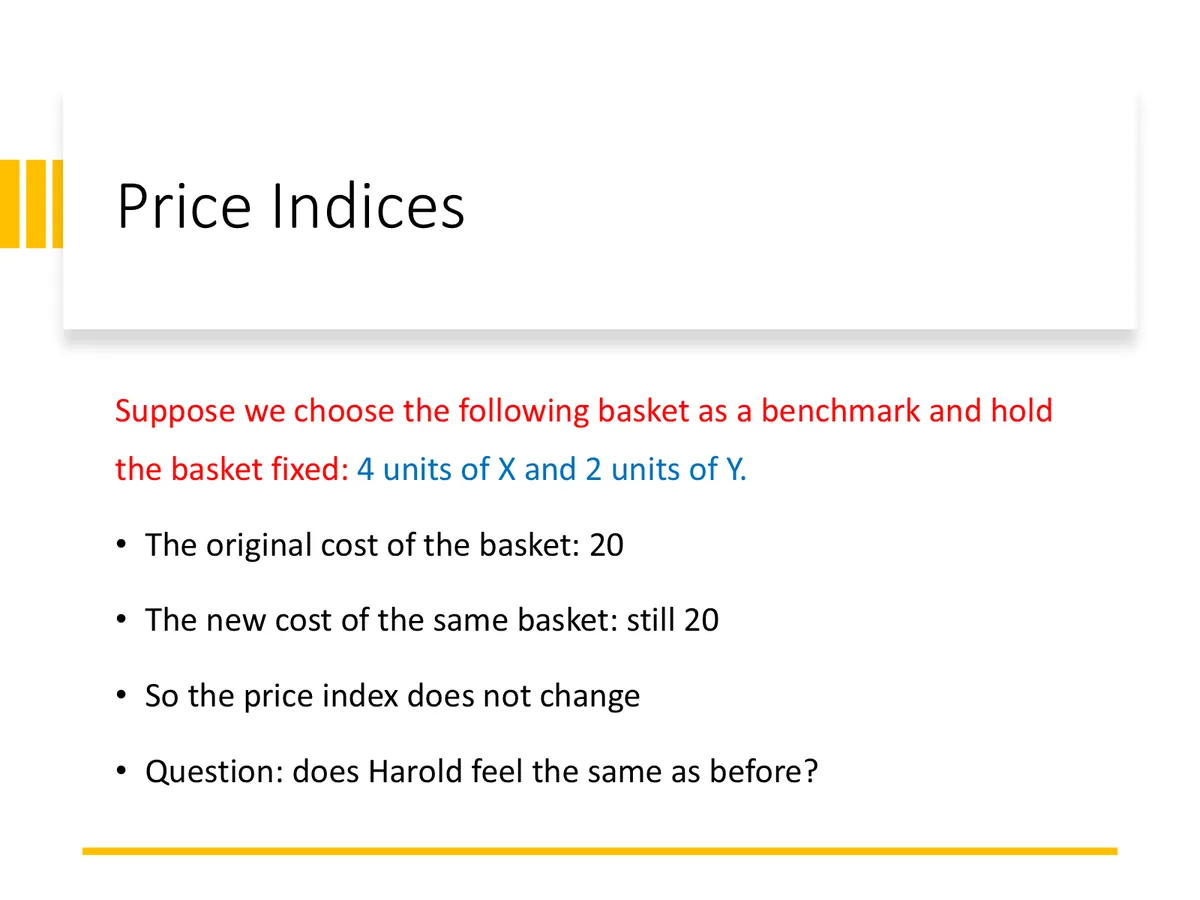 Price Indices
Suppose we choose the following basket as a benchmark and hold
the basket fixed: 4 units of X and 2 units of Y.
• The original cost of the basket: 20
• The new cost of the same basket: still 20
• So the price index does not change
• Question: does Harold feel the same as before?